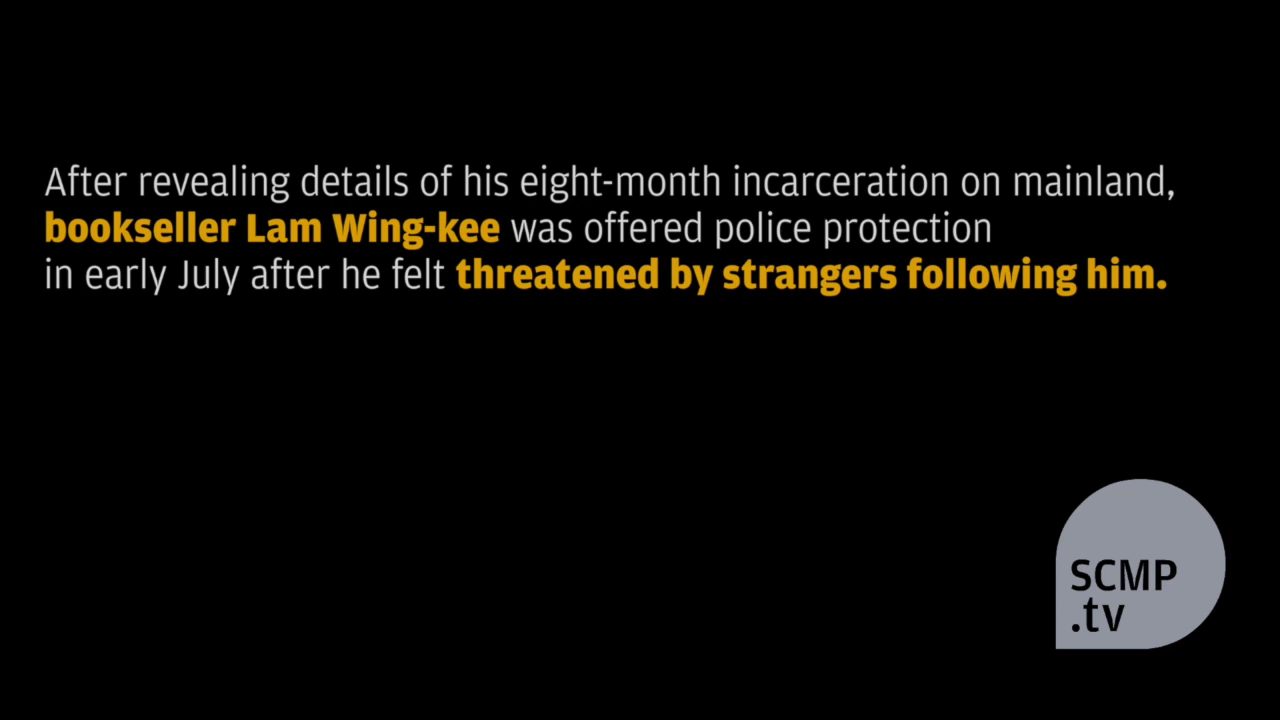 After revealing details of his eight-month incarceration on mainland,
bookseller Lam Wing-kee was offered police protection
in early July after he felt threatened by strangers following him.
SCMP
.tv